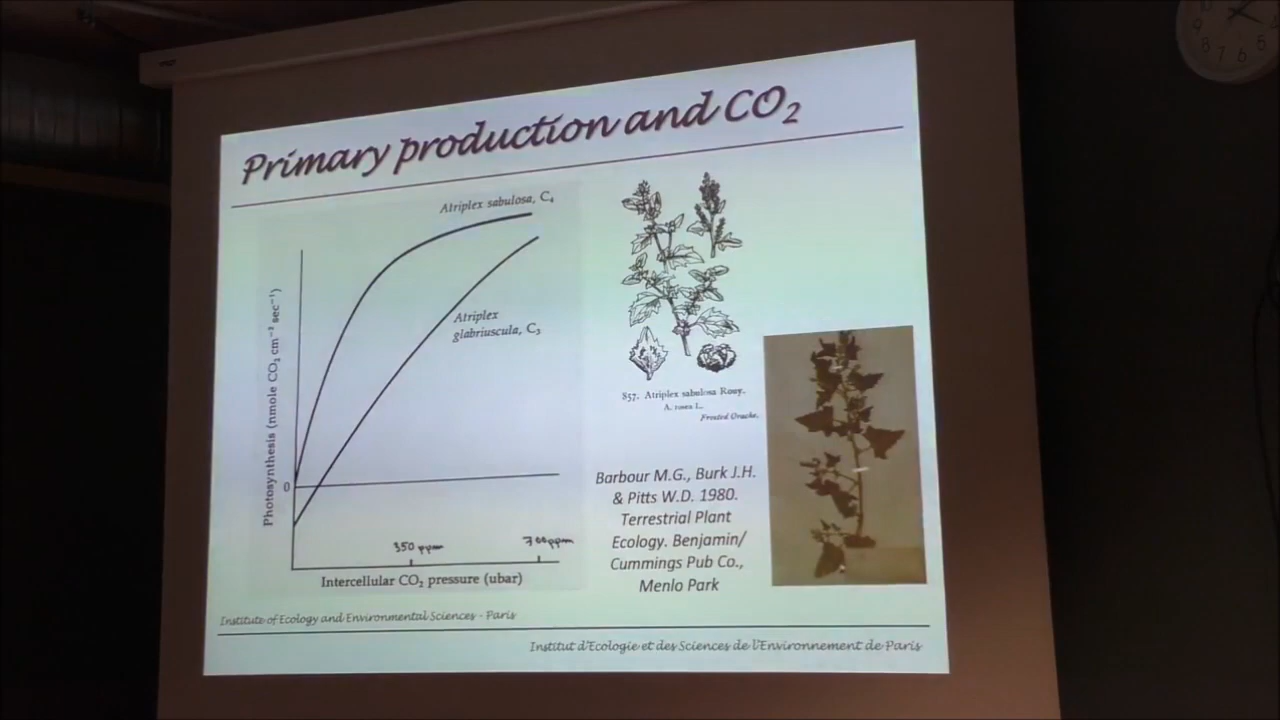 Primary production and CO₂
Atriplex sabulosa, C₄
Atriplex
glabriuscula, C₃
Photosynthesis (nmole CO₂ cm⁻² sec⁻¹)
0
350 ppm
700ppm
Intercellular CO₂ pressure (ubar)
857. Atriplex sabulosa Rouy.
Frosted Orache.
Barbour M.G., Burk J.H.
& Pitts W.D. 1980.
Terrestrial Plant
Ecology. Benjamin/
Cummings Pub Co.,
Menlo Park
Institute of Ecology and Environmental Sciences - Paris
Institut d'Ecologie et des Sciences de l'Environnement de Paris